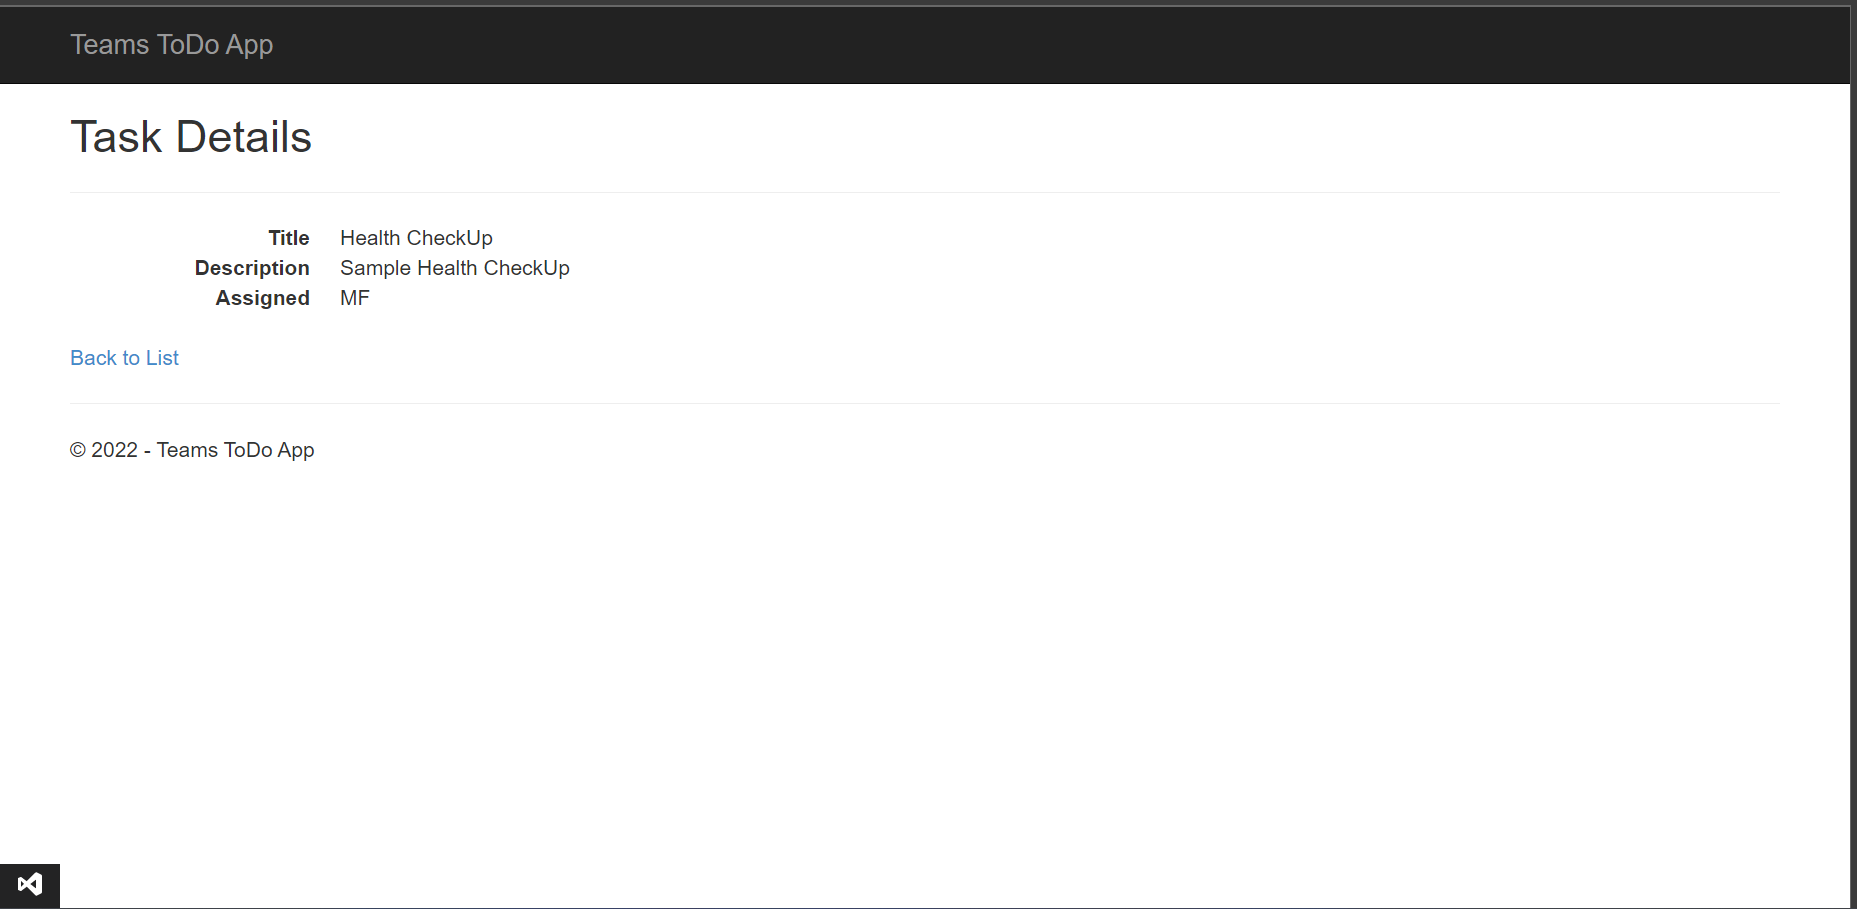 Teams ToDo App
Task Details
Title Health CheckUp
Description Sample Health CheckUp
Assigned MF
Back to List
© 2022 - Teams ToDo App